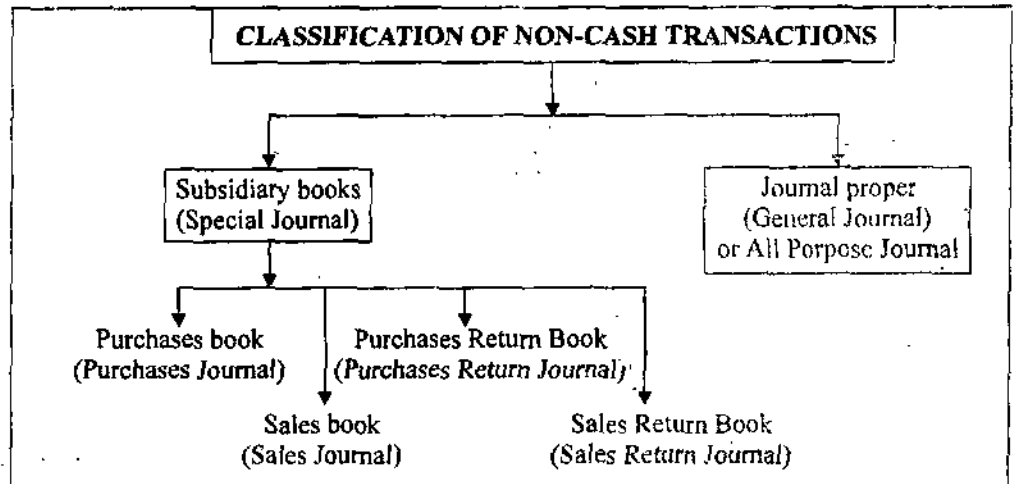 CLASSIFICATION OF NON-CASH TRANSACTIONS
Subsidiary books
(Special Journal)
Journal proper
(General Journal)
or All Porpose Journal
Purchases book
(Purchases Journal)
Purchases Return Book
(Purchases Return Journal)
Sales book
(Sales Journal)
Sales Return Book
(Sales Return Journal)